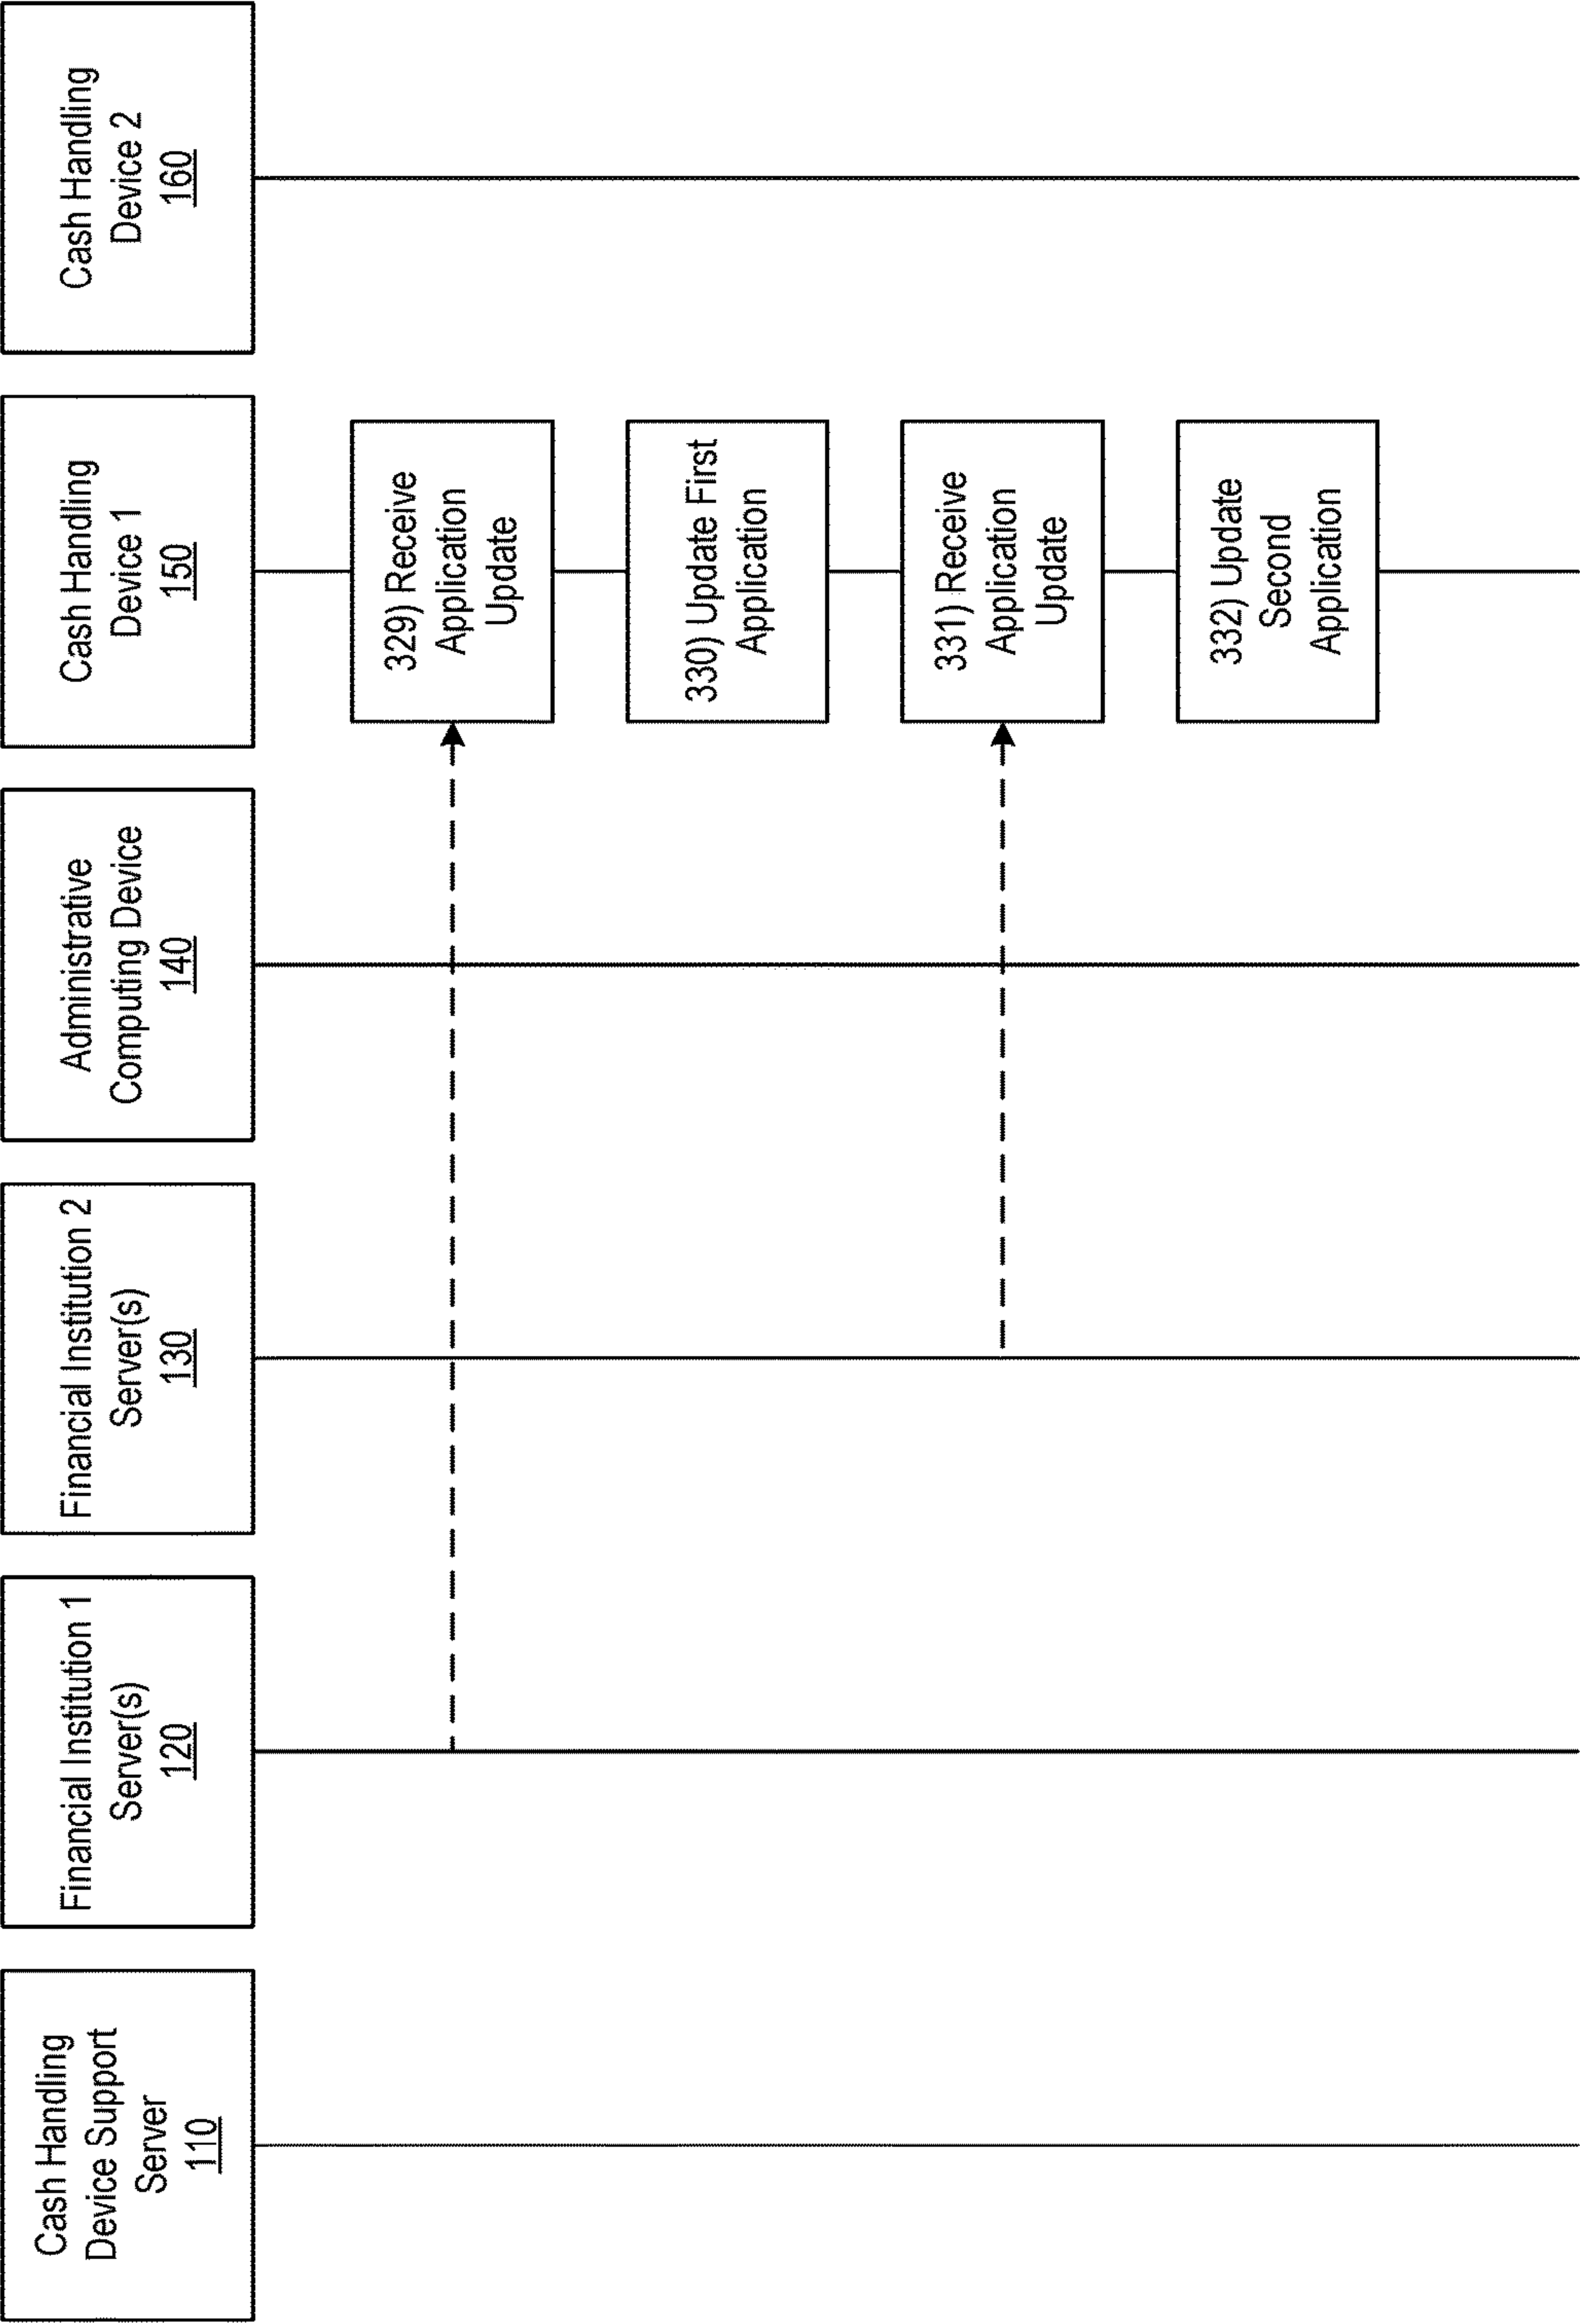 Cash Handling
Device Support
Server
110
Financial Institution 1
Server(s)
120
Financial Institution 2
Server(s)
130
Administrative
Computing Device
140
Cash Handling
Device 1
150
Cash Handling
Device 2
160
329) Receive
Application
Update
330) Update First
Application
331) Receive
Application
Update
332) Update
Second
Application